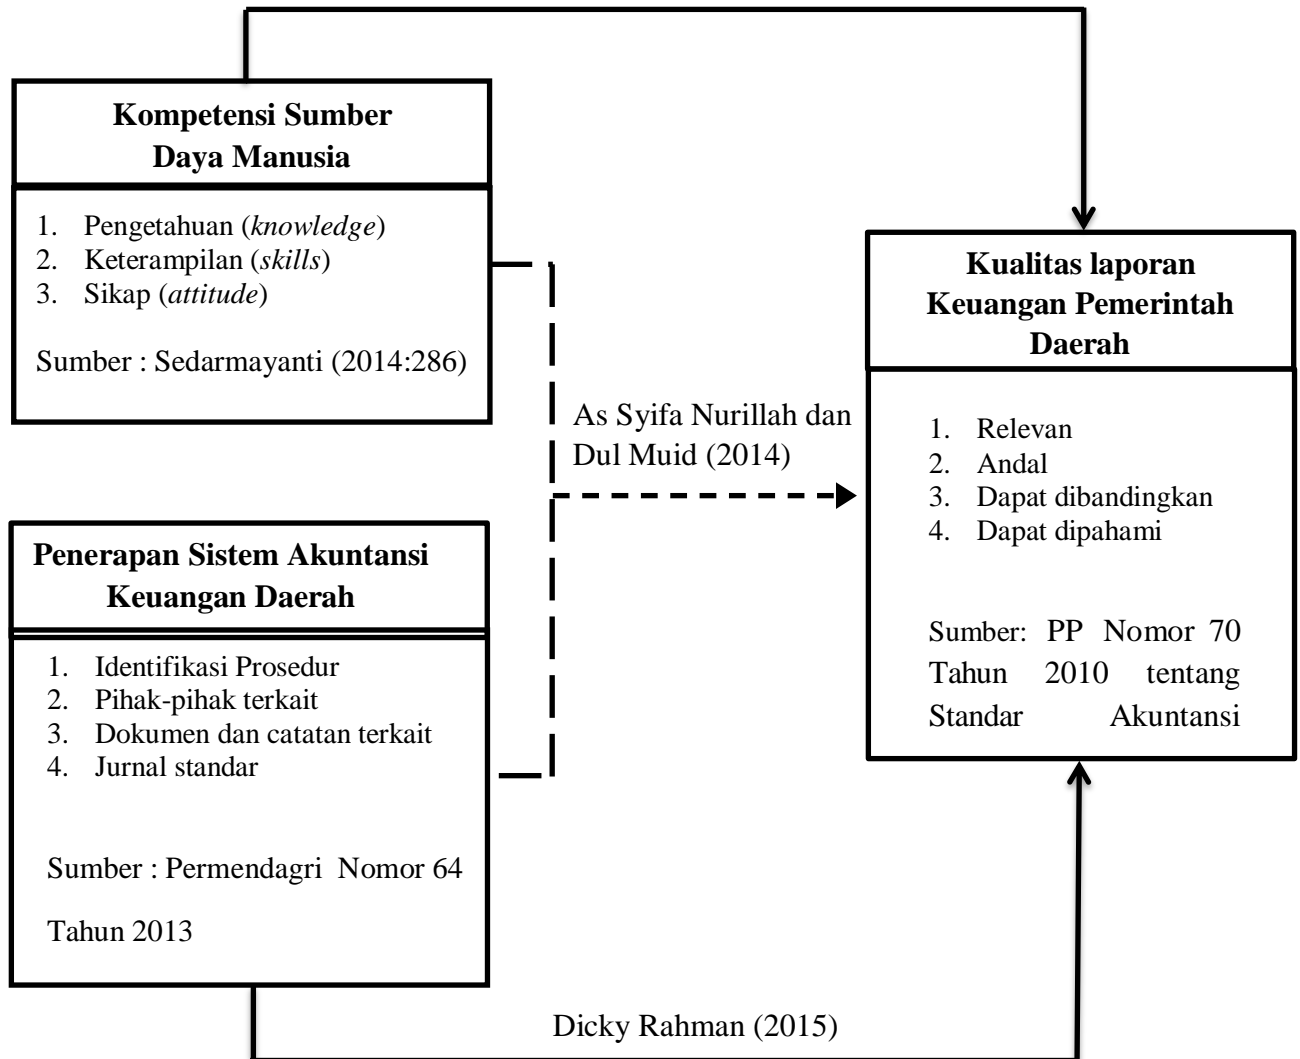 Kompetensi Sumber
Daya Manusia
1. Pengetahuan (knowledge)
2. Keterampilan (skills)
3. Sikap (attitude)
Sumber : Sedarmayanti (2014:286)
Kualitas laporan
Keuangan Pemerintah
Daerah
1. Relevan
2. Andal
3. Dapat dibandingkan
4. Dapat dipahami
Sumber: PP Nomor 70
Tahun 2010 tentang
Standar Akuntansi
As Syifa Nurillah dan
Dul Muid (2014)
Penerapan Sistem Akuntansi
Keuangan Daerah
1. Identifikasi Prosedur
2. Pihak-pihak terkait
3. Dokumen dan catatan terkait
4. Jurnal standar
Sumber : Permendagri Nomor 64
Tahun 2013
Dicky Rahman (2015)